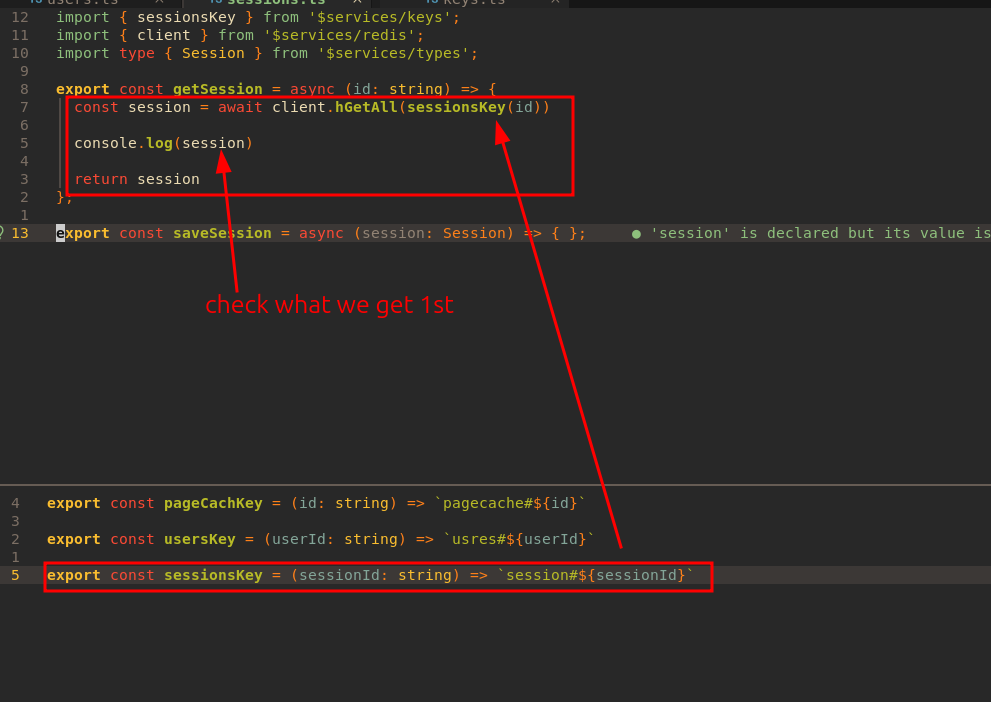 users.ts sessions.ts keys.ts
12 import { sessionsKey } from '$services/keys';
11 import { client } from '$services/redis';
10 import type { Session } from '$services/types';
9
8 export const getSession = async (id: string) => {
7 const session = await client.hGetAll(sessionsKey(id))
6
5 console.log(session)
4
3 return session
2 };
1
13 export const saveSession = async (session: Session) => { }; ● 'session' is declared but its value is
check what we get 1st
4 export const pageCachKey = (id: string) => `pagecache#${id}`
3
2 export const usersKey = (userId: string) => `usres#${userId}`
1
5 export const sessionsKey = (sessionId: string) => `session#${sessionId}`